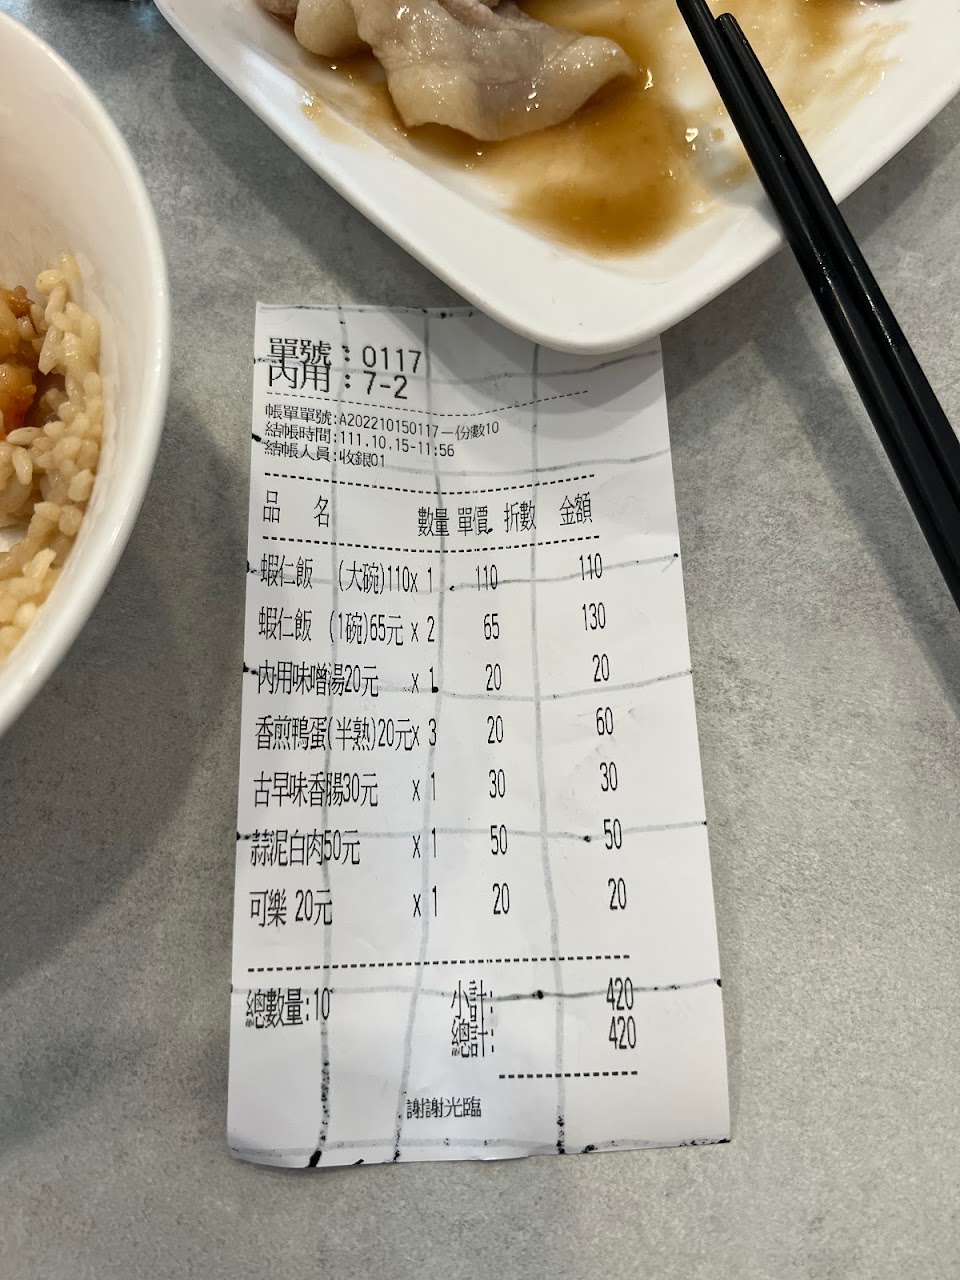 單號：0117
內用：7-2
帳單單號:A202210150117－份數10
結帳時間:111.10.15-11:56
結帳人員:收銀01
品 名 數量 單價 折數 金額
蝦仁飯 (大碗)110x 1 110 110
蝦仁飯 (1碗)65元 x 2 65 130
內用味噌湯20元 x 1 20 20
香煎鴨蛋(半熟)20元x 3 20 60
古早味香腸30元 x 1 30 30
蒜泥白肉50元 x 1 50 50
可樂 20元 x 1 20 20
總數量:10 小計: 420
總計: 420
謝謝光臨